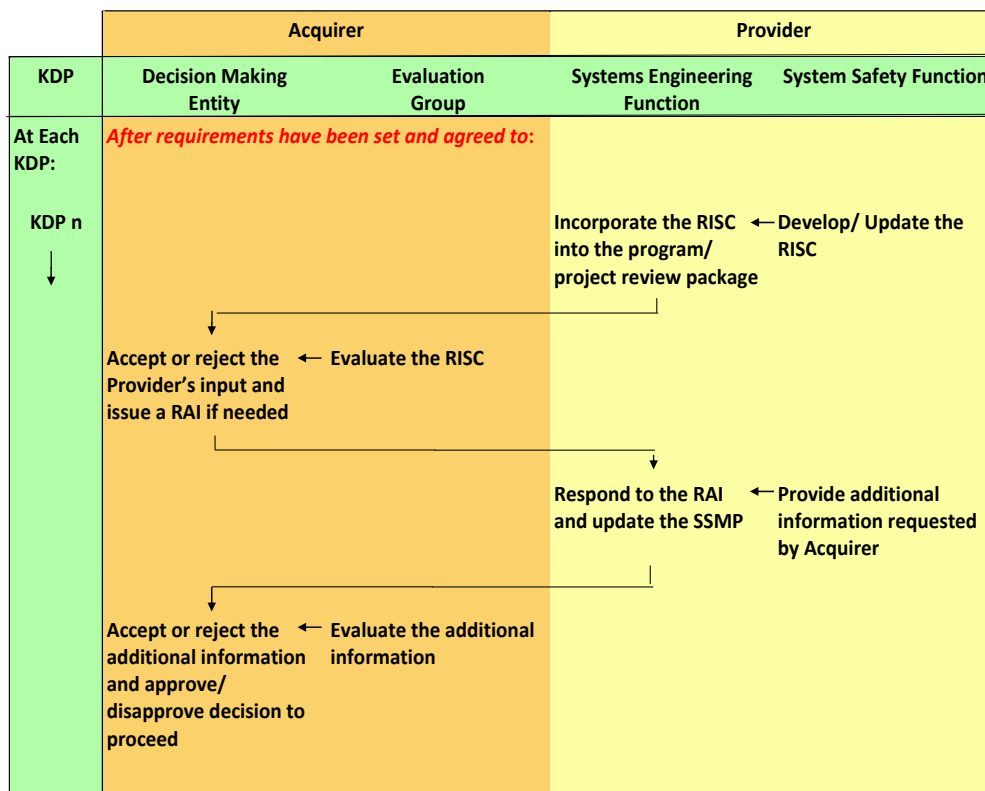 Acquirer
Provider
KDP
Decision Making
Entity
Evaluation
Group
Systems Engineering
Function
System Safety Function
At Each
KDP:
After requirements have been set and agreed to:
KDP n
Incorporate the RISC
into the program/
project review package
Develop/ Update the
RISC
Accept or reject the
Provider’s input and
issue a RAI if needed
Evaluate the RISC
Respond to the RAI
and update the SSMP
Provide additional
information requested
by Acquirer
Accept or reject the
additional information
and approve/
disapprove decision to
proceed
Evaluate the additional
information